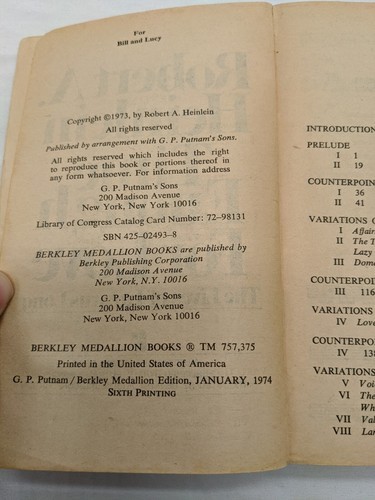 For
Bill and Lucy
Copyright ©1973, by Robert A. Heinlein
All rights reserved
Published by arrangement with G. P. Putnam's Sons.
All rights reserved which includes the right
to reproduce this book or portions thereof in
any form whatsoever. For information address
G. P. Putnam's Sons
200 Madison Avenue
New York, New York 10016
Library of Congress Catalog Card Number: 72-98131
SBN 425-02493-8
BERKLEY MEDALLION BOOKS are published by
Berkley Publishing Corporation
200 Madison Avenue
New York, N.Y. 10016
G. P. Putnam's Sons
200 Madison Avenue
New York, New York 10016
BERKLEY MEDALLION BOOKS ® TM 757,375
Printed in the United States of America
G. P. Putnam/Berkley Medallion Edition, JANUARY, 1974
SIXTH PRINTING
INTRODUCTION
PRELUDE
I 1
II 19
COUNTERPOIN
I 36
II 41
VARIATIONS
I Affair
II The T
Lazy
III Dome
COUNTERPOIN
III 116
VARIATIONS
IV Love
COUNTERPO
IV 138
VARIATIONS
V Voi
VI The
Wh
VII Val
VIII Lan